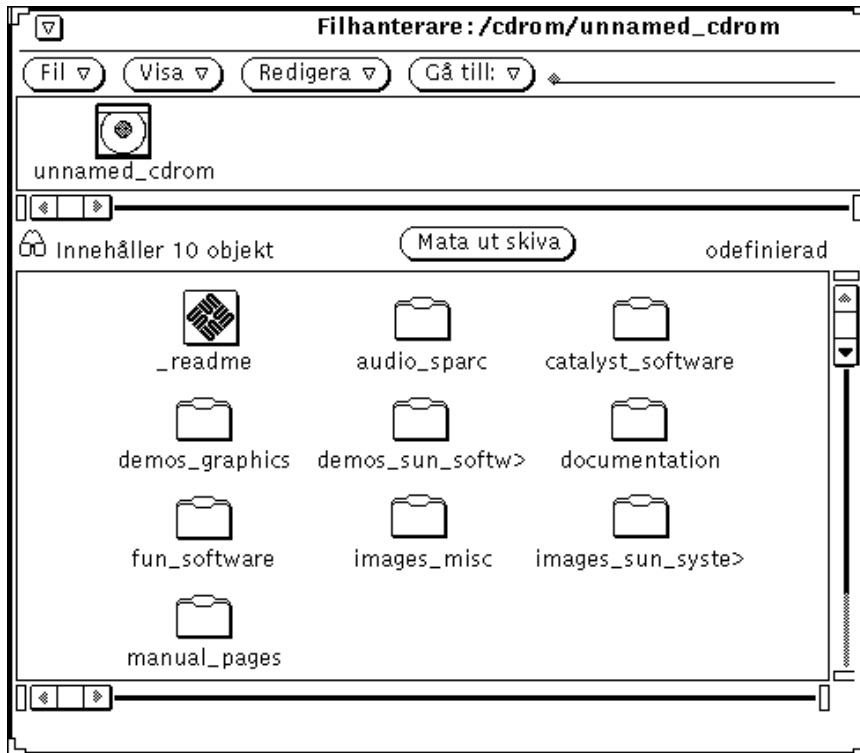 Filhanterare:/cdrom/unnamed_cdrom
Fil Visa Redigera Gå till:
unnamed_cdrom
Innehåller 10 objekt Mata ut skiva odefinierad
_readme audio_sparc catalyst_software
demos_graphics demos_sun_softw> documentation
fun_software images_misc images_sun_syste>
manual_pages